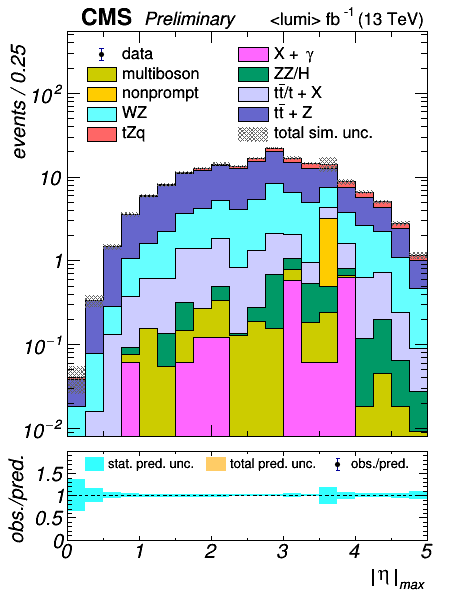 CMS Preliminary <lumi> fb⁻¹ (13 TeV)
events / 0.25
data
X + γ
multiboson
ZZ/H
nonprompt
tt̄/t + X
WZ
tt̄ + Z
tZq
total sim. unc.
10²
10
1
10⁻¹
10⁻²
obs./pred.
stat. pred. unc.
total pred. unc.
obs./pred.
1.5
1
0.5
0
0 1 2 3 4 5
|η|max